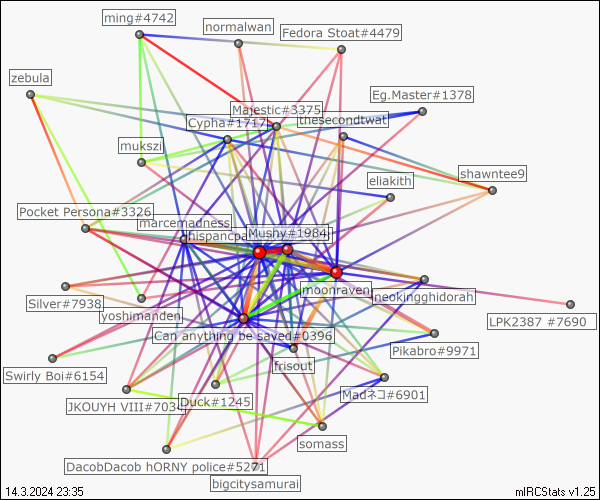 ming#4742
normalwan
Fedora Stoat#4479
zebula
Eg.Master#1378
Majestic#3375
Cypha#1717
thesecondtwat
mukszi
shawntee9
eliakith
Pocket Persona#3326
marcemadness
Mushy#1984
moonraven
neokingghidorah
Silver#7938
yoshimanden
LPK2387 #7690
Can anything be saved#0396
Pikabro#9971
frisout
Swirly Boi#6154
Madネコ#6901
JKOUYH VIII#7034
Duck#1245
somass
DacobDacob hORNY police#5271
bigcitysamurai
14.3.2024 23:35
mIRCStats v1.25